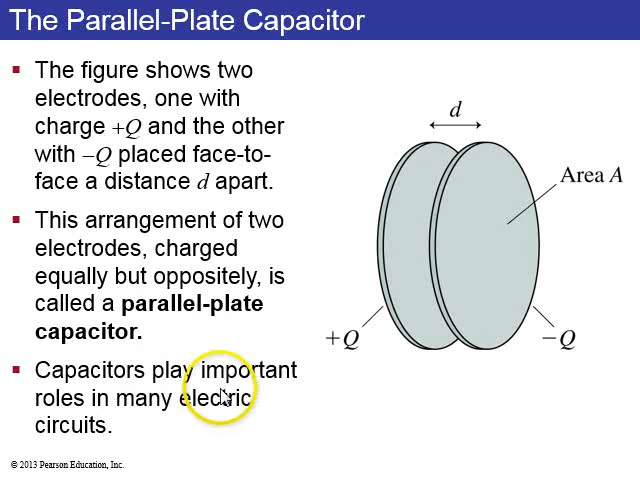 The Parallel-Plate Capacitor
▪ The figure shows two
electrodes, one with
charge +Q and the other
with −Q placed face-to-
face a distance d apart.
▪ This arrangement of two
electrodes, charged
equally but oppositely, is
called a parallel-plate
capacitor.
▪ Capacitors play important
roles in many electric
circuits.
d
Area A
+Q
−Q
© 2013 Pearson Education, Inc.